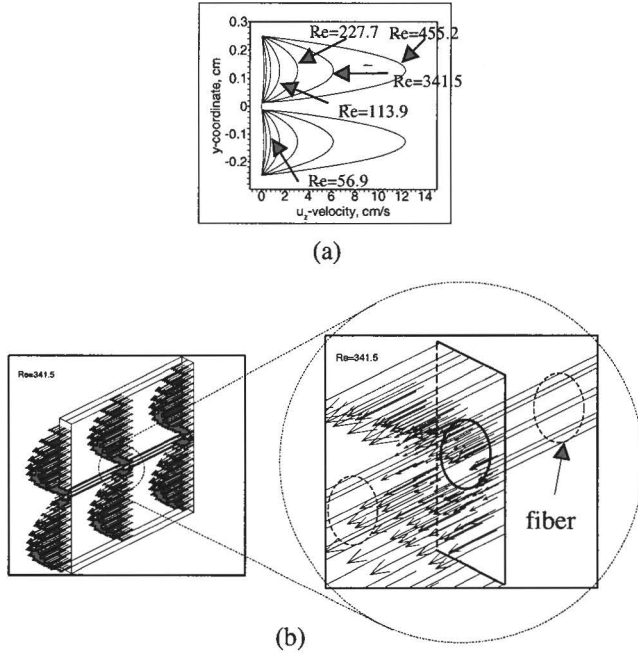 Re=227.7 Re=455.2
0.3
0.2
0.1
0
-0.1
-0.2
y-coordinate, cm
Re=341.5
Re=113.9
Re=56.9
0 2 4 6 8 10 12 14
uz-velocity, cm/s
(a)
Re=341.5
Re=341.5
fiber
(b)